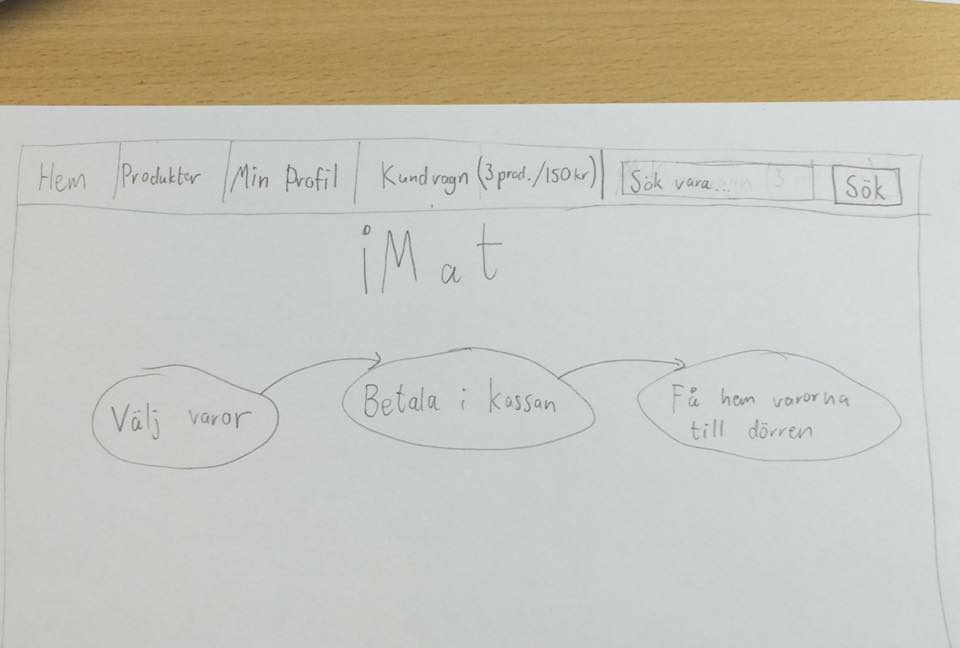 Hem Produkter Min Profil Kundvagn (3 prod./150 kr) Sök vara... Sök
iMat
Välj varor
Betala i kassan
Få hem varorna
till dörren